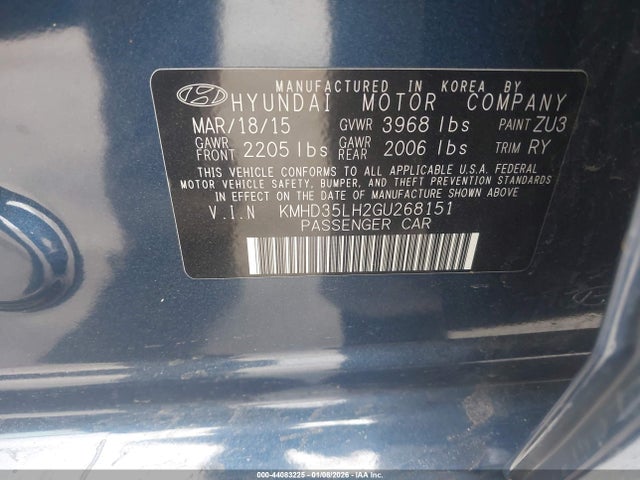 MANUFACTURED IN KOREA BY
HYUNDAI MOTOR COMPANY
MAR/18/15 GVWR 3968 lbs PAINT ZU3
GAWR FRONT 2205 lbs GAWR REAR 2006 lbs TRIM RY
THIS VEHICLE CONFORMS TO ALL APPLICABLE U.S.A. FEDERAL
MOTOR VEHICLE SAFETY, BUMPER, AND THEFT PREVENTION STANDARDS
IN EFFECT ON THE DATE OF MANUFACTURE SHOWN ABOVE
V.I.N KMHD35LH2GU268151
PASSENGER CAR
000-44083225 - 01/08/2026 - COPART